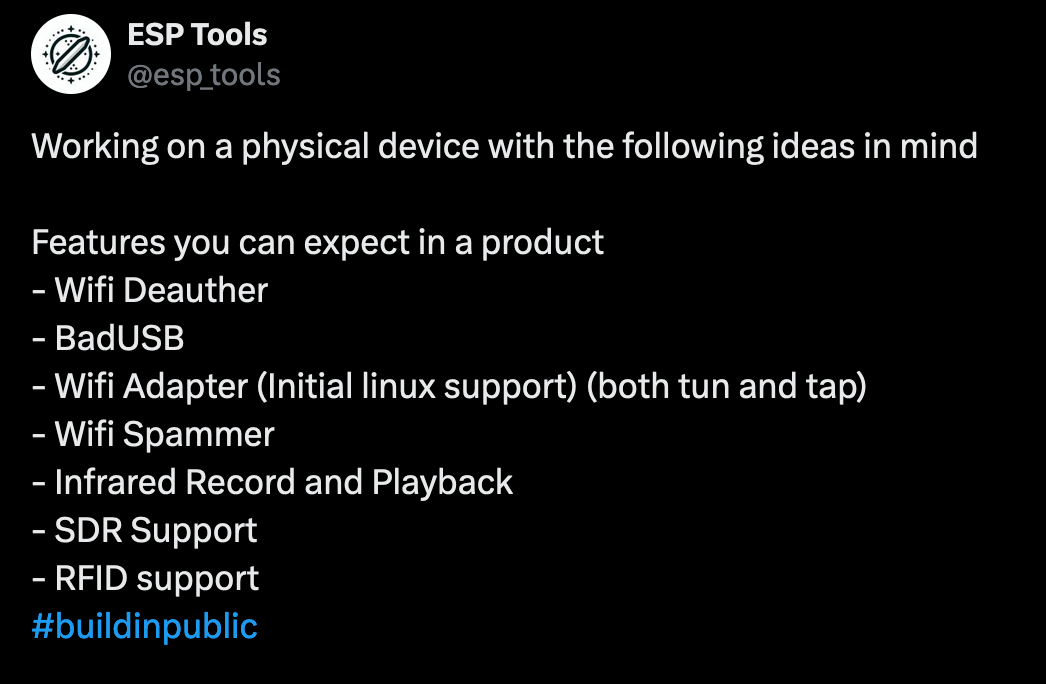 ESP Tools
@esp_tools
Working on a physical device with the following ideas in mind
Features you can expect in a product
- Wifi Deauther
- BadUSB
- Wifi Adapter (Initial linux support) (both tun and tap)
- Wifi Spammer
- Infrared Record and Playback
- SDR Support
- RFID support
#buildinpublic